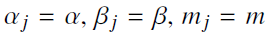 αⱼ = α, βⱼ = β, mⱼ = m